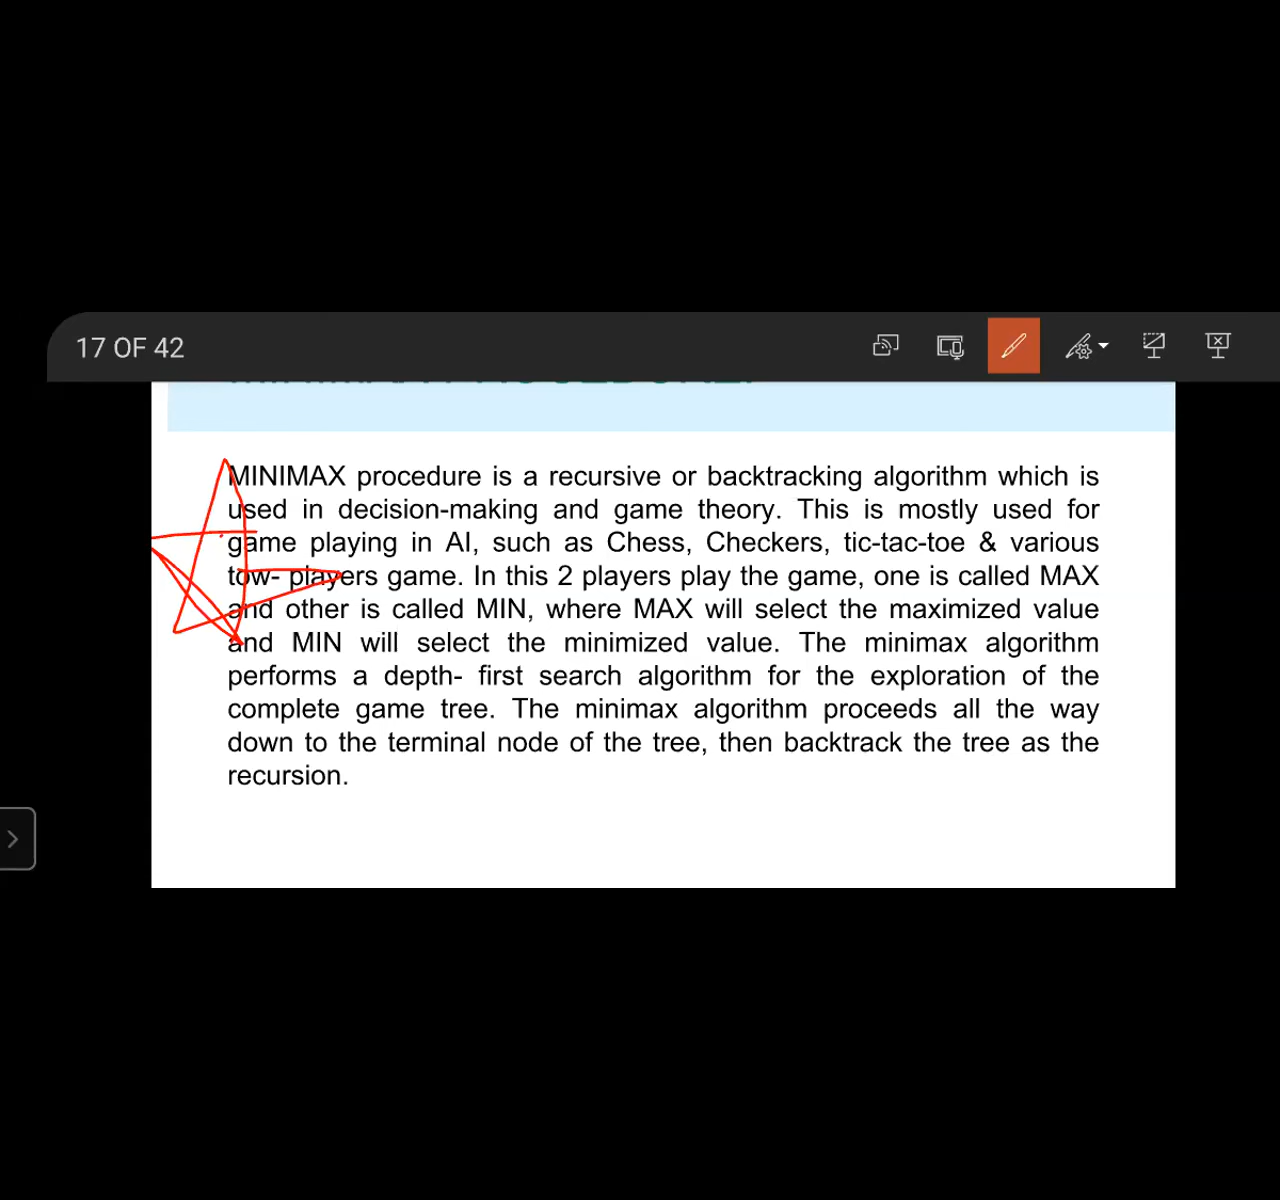 17 OF 42
MINIMAX procedure is a recursive or backtracking algorithm which is
used in decision-making and game theory. This is mostly used for
game playing in AI, such as Chess, Checkers, tic-tac-toe & various
tow- players game. In this 2 players play the game, one is called MAX
and other is called MIN, where MAX will select the maximized value
and MIN will select the minimized value. The minimax algorithm
performs a depth- first search algorithm for the exploration of the
complete game tree. The minimax algorithm proceeds all the way
down to the terminal node of the tree, then backtrack the tree as the
recursion.